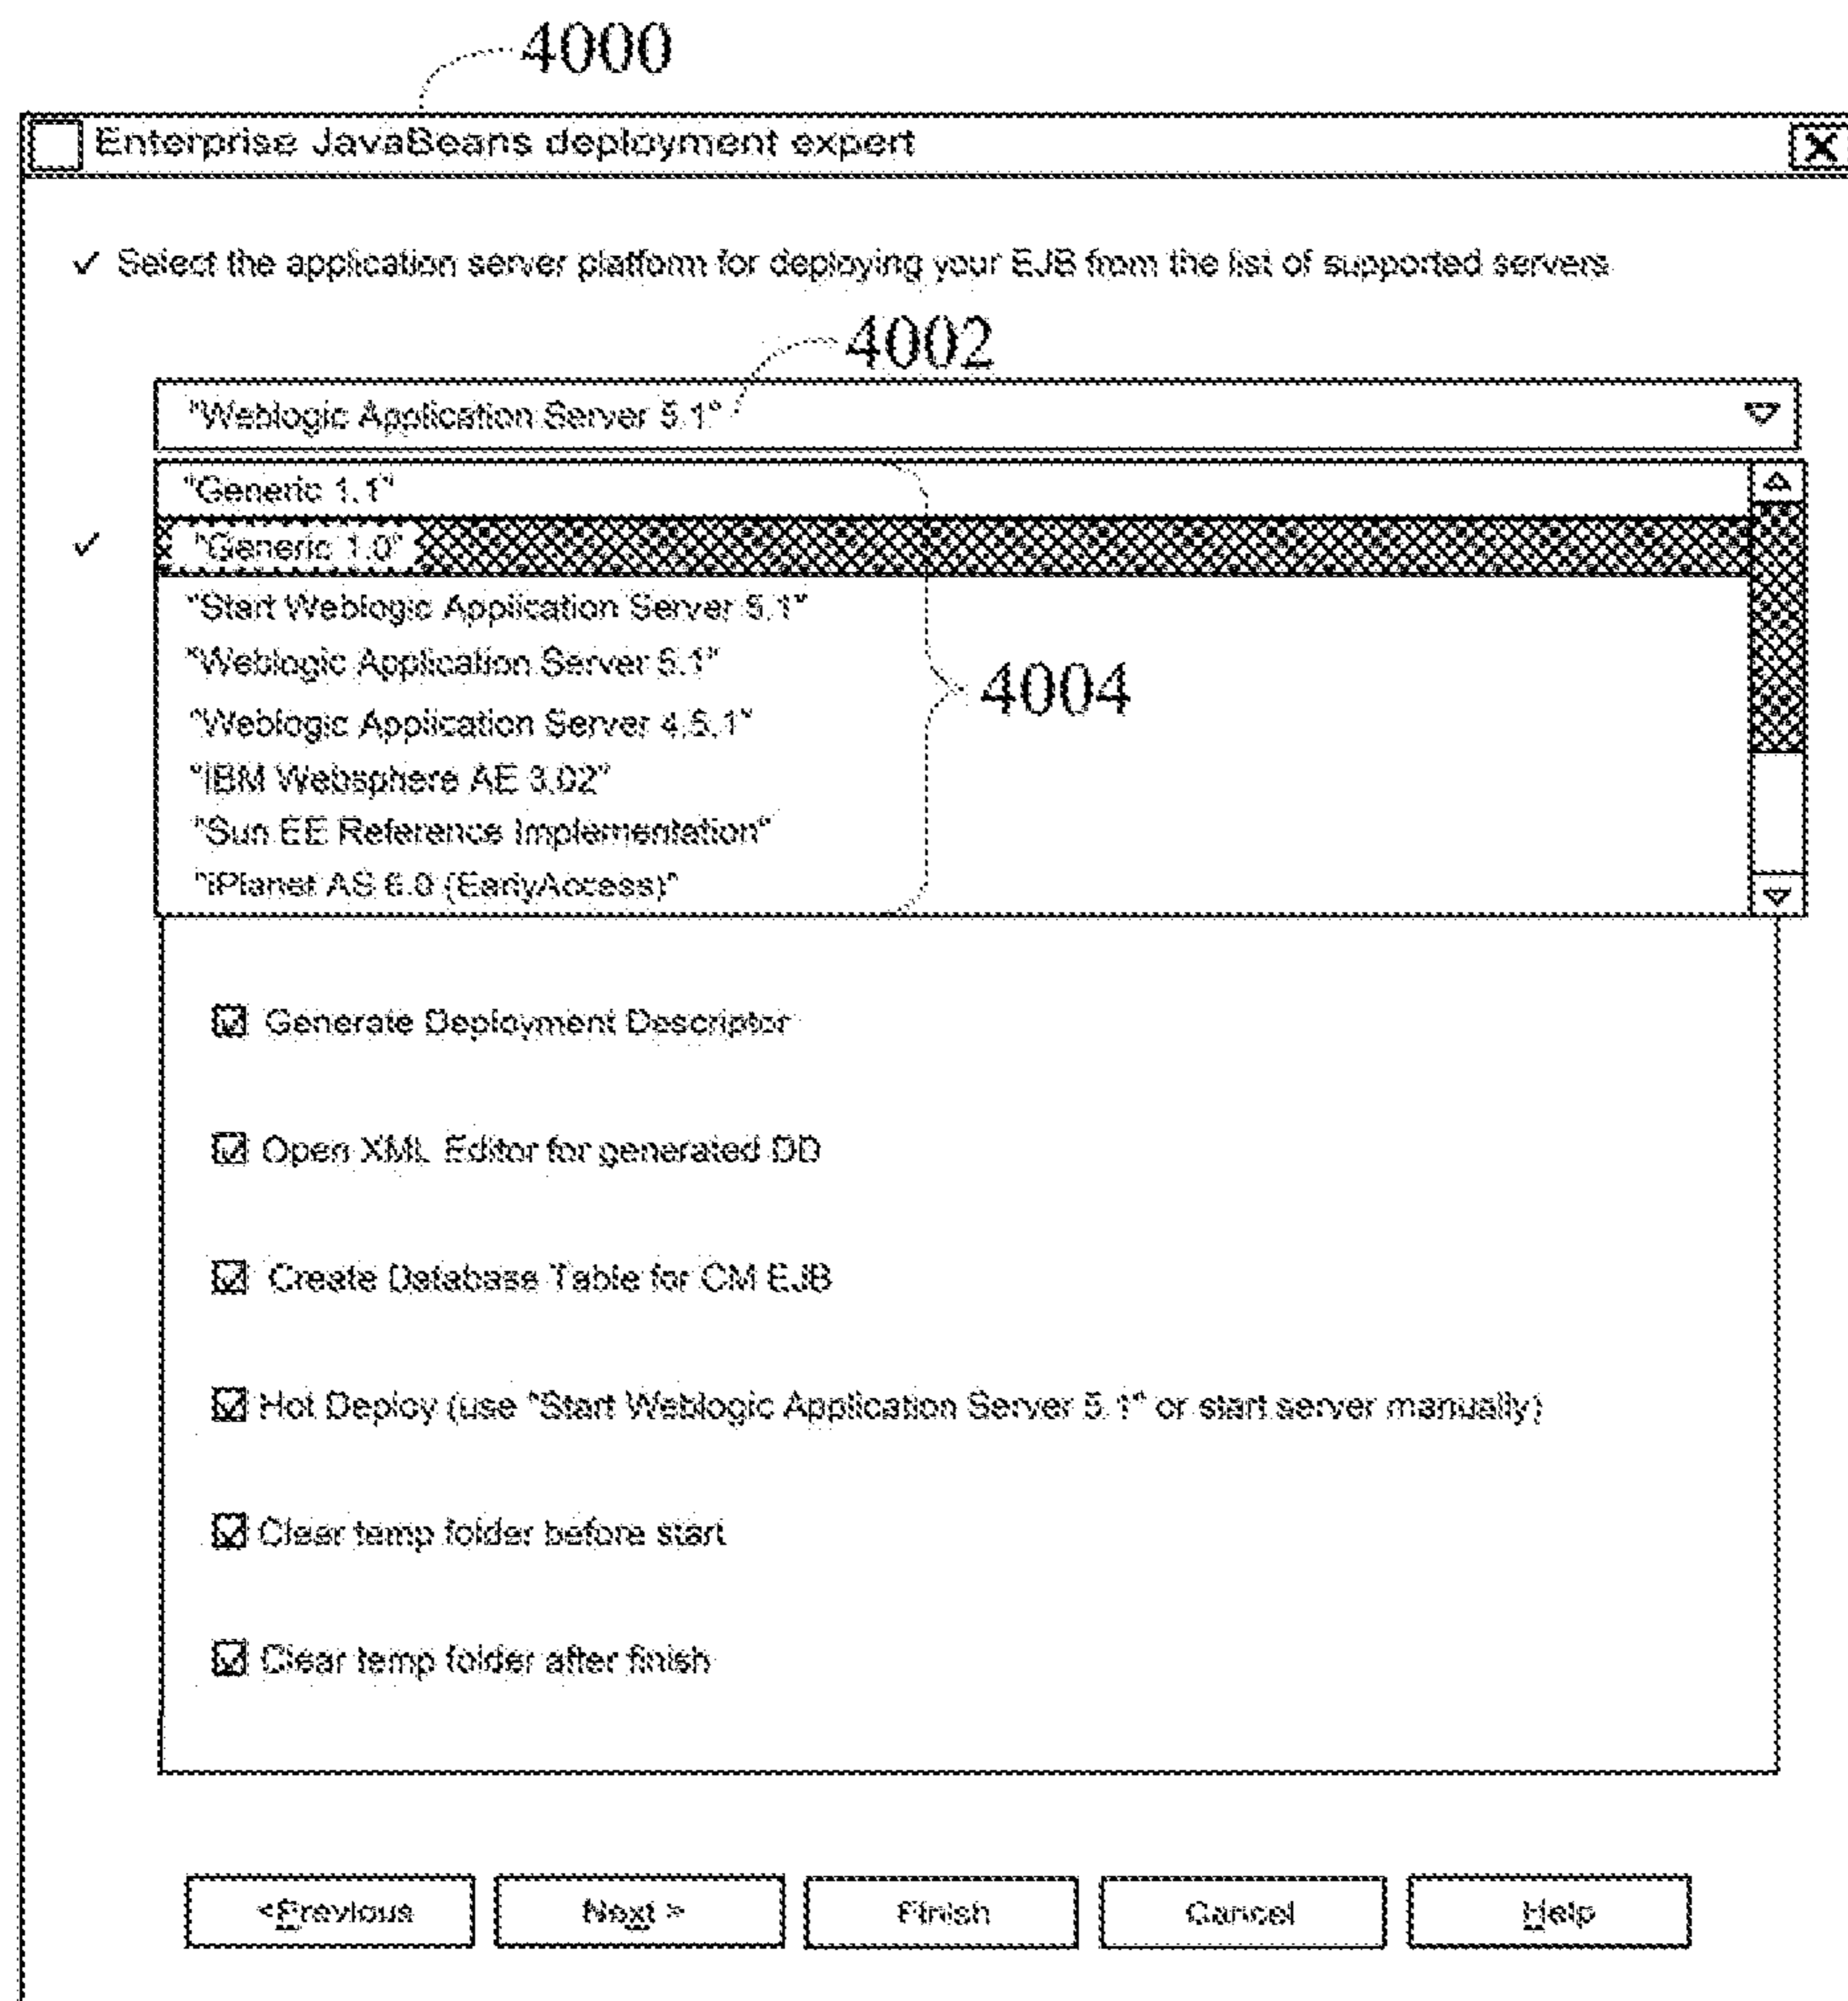 4000
Enterprise JavaBeans deployment expert
Select the application server platform for deploying your EJB from the list of supported servers
4002
"Weblogic Application Server 5.1"
"Generic 1.1"
"Generic 1.0"
"Start Weblogic Application Server 5.1"
"Weblogic Application Server 5.1"
4004
"Weblogic Application Server 4.5.1"
"IBM Websphere AE 3.02"
"Sun EE Reference Implementation"
"iPlanet AS 6.0 (EarlyAccess)"
Generate Deployment Descriptor
Open XML Editor for generated DD
Create Database Table for CM EJB
Hot Deploy (use "Start Weblogic Application Server 5.1" or start server manually)
Clear temp folder before start
Clear temp folder after finish
<Previous Next > Finish Cancel Help